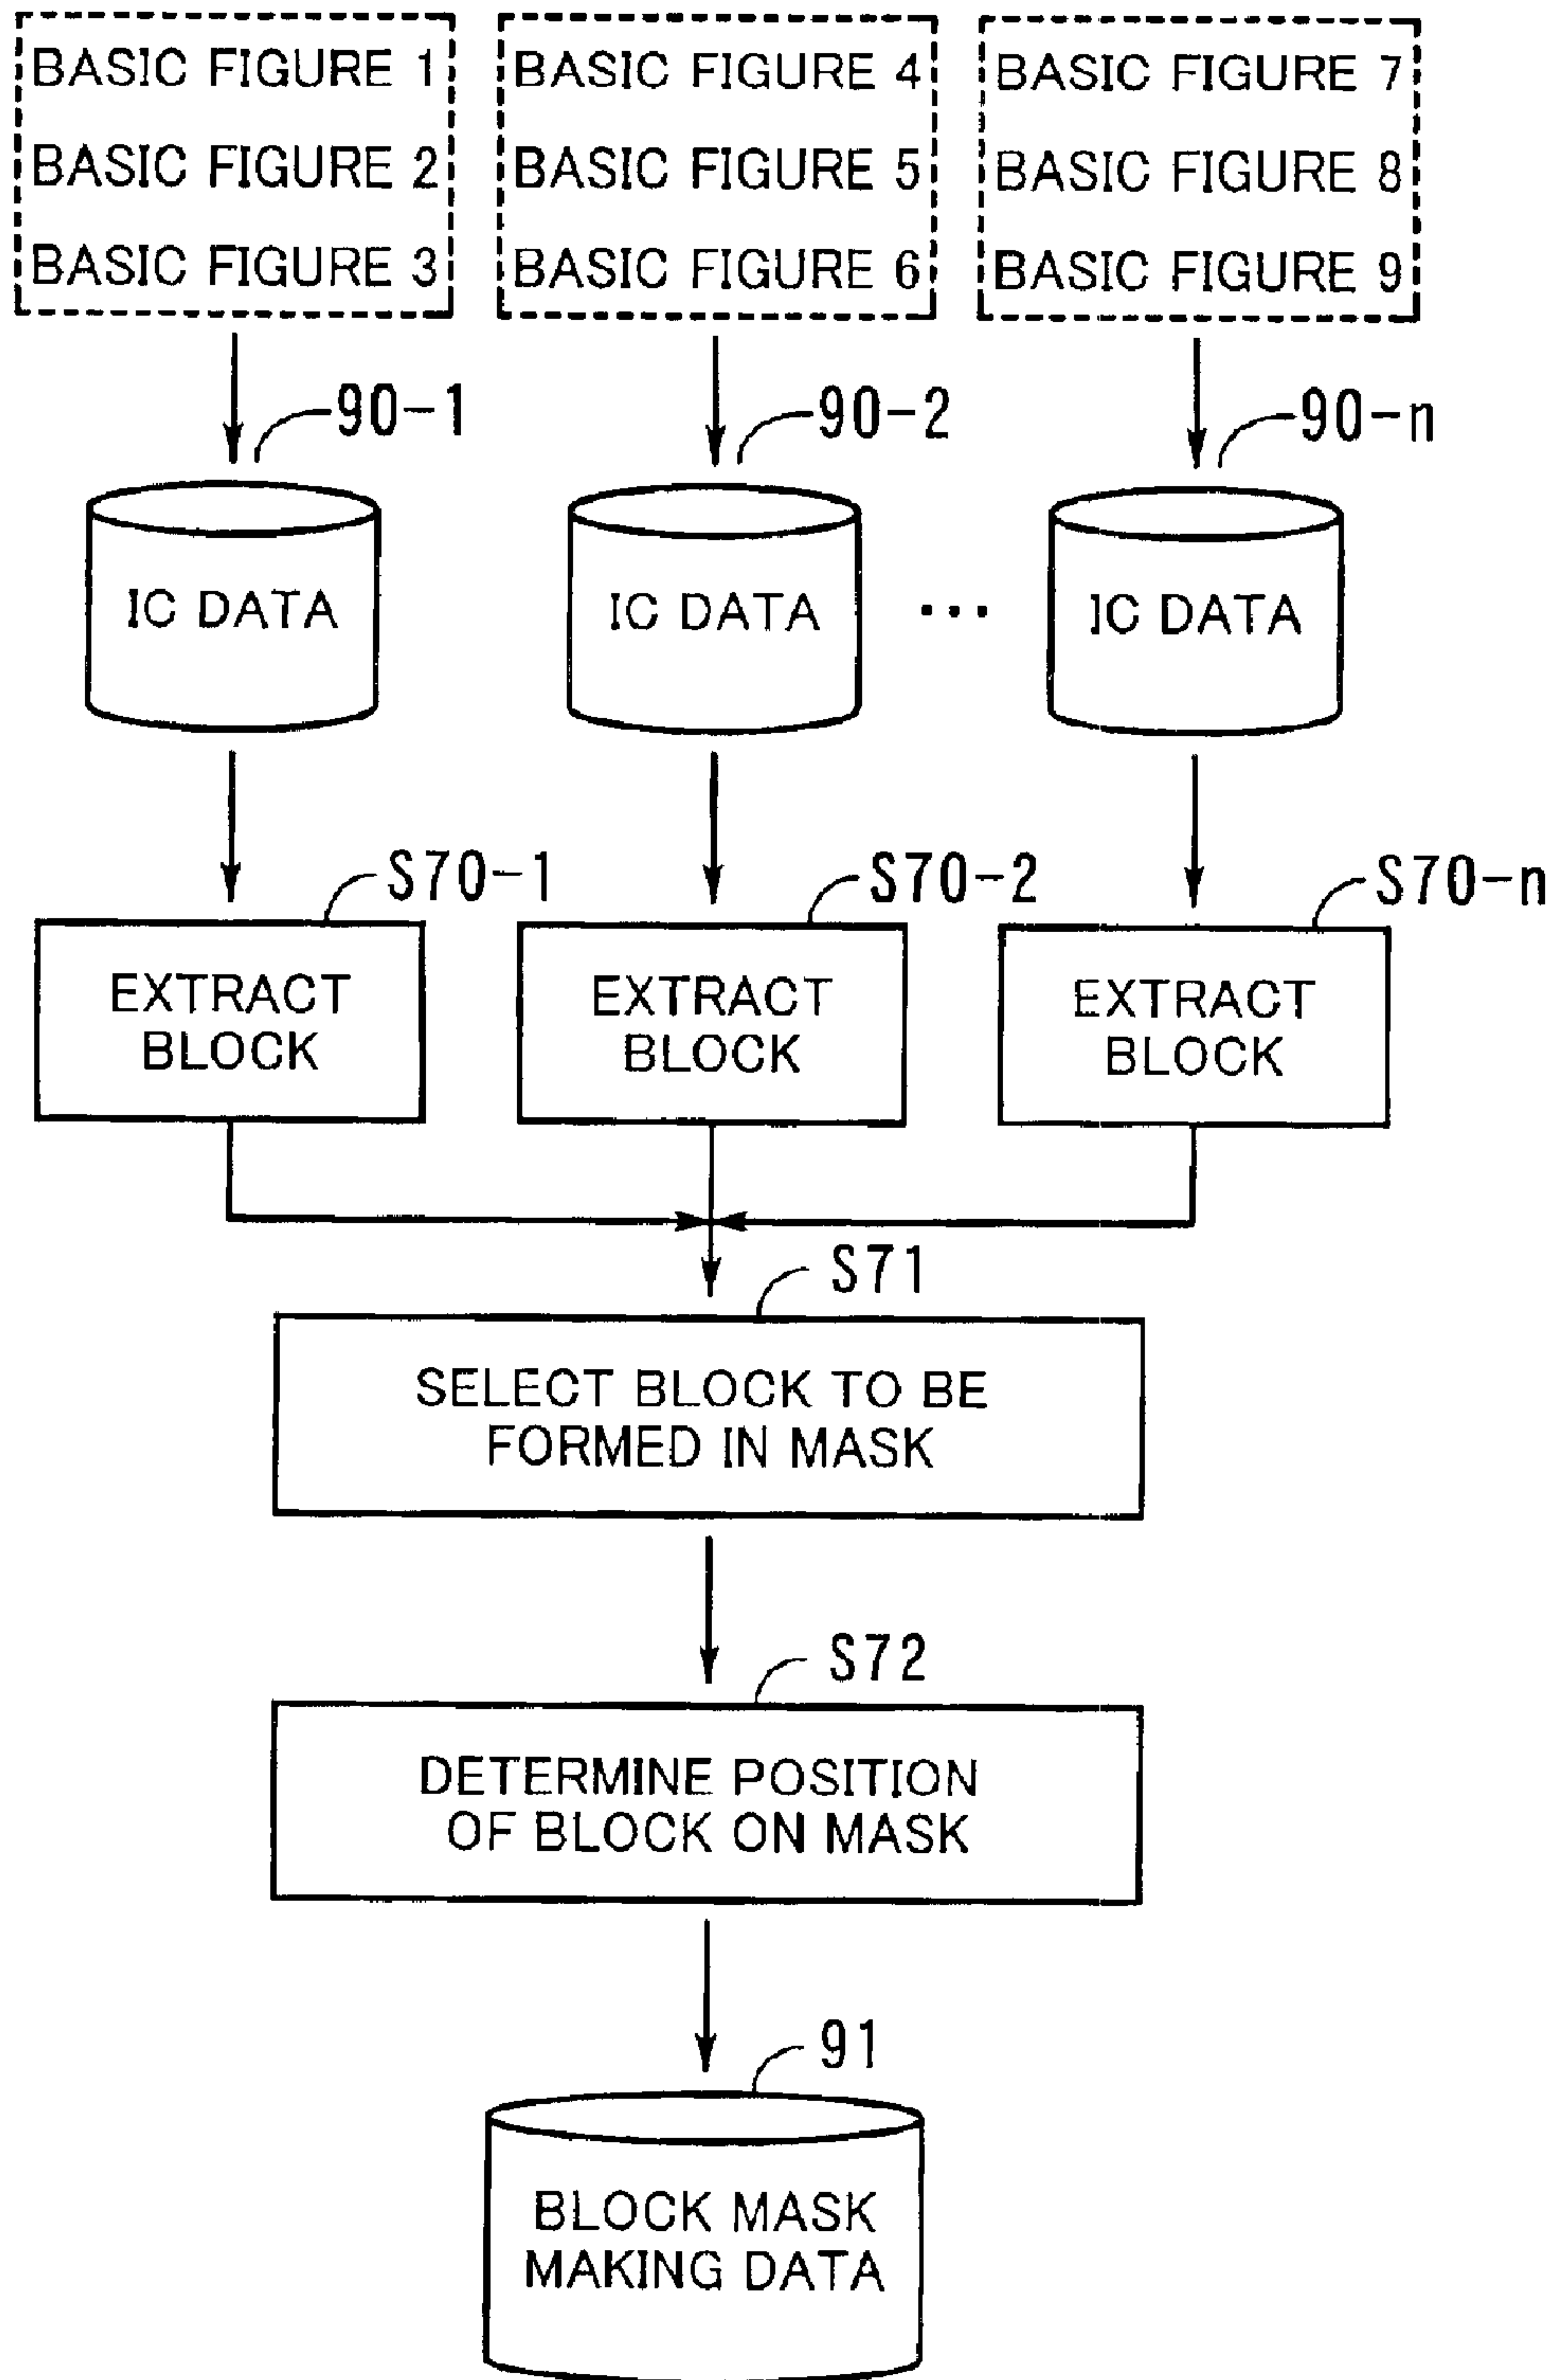 BASIC FIGURE 1
BASIC FIGURE 2
BASIC FIGURE 3
BASIC FIGURE 4
BASIC FIGURE 5
BASIC FIGURE 6
BASIC FIGURE 7
BASIC FIGURE 8
BASIC FIGURE 9
90-1
90-2
90-n
IC DATA
IC DATA
...
IC DATA
S70-1
S70-2
S70-n
EXTRACT
BLOCK
EXTRACT
BLOCK
EXTRACT
BLOCK
S71
SELECT BLOCK TO BE
FORMED IN MASK
S72
DETERMINE POSITION
OF BLOCK ON MASK
91
BLOCK MASK
MAKING DATA